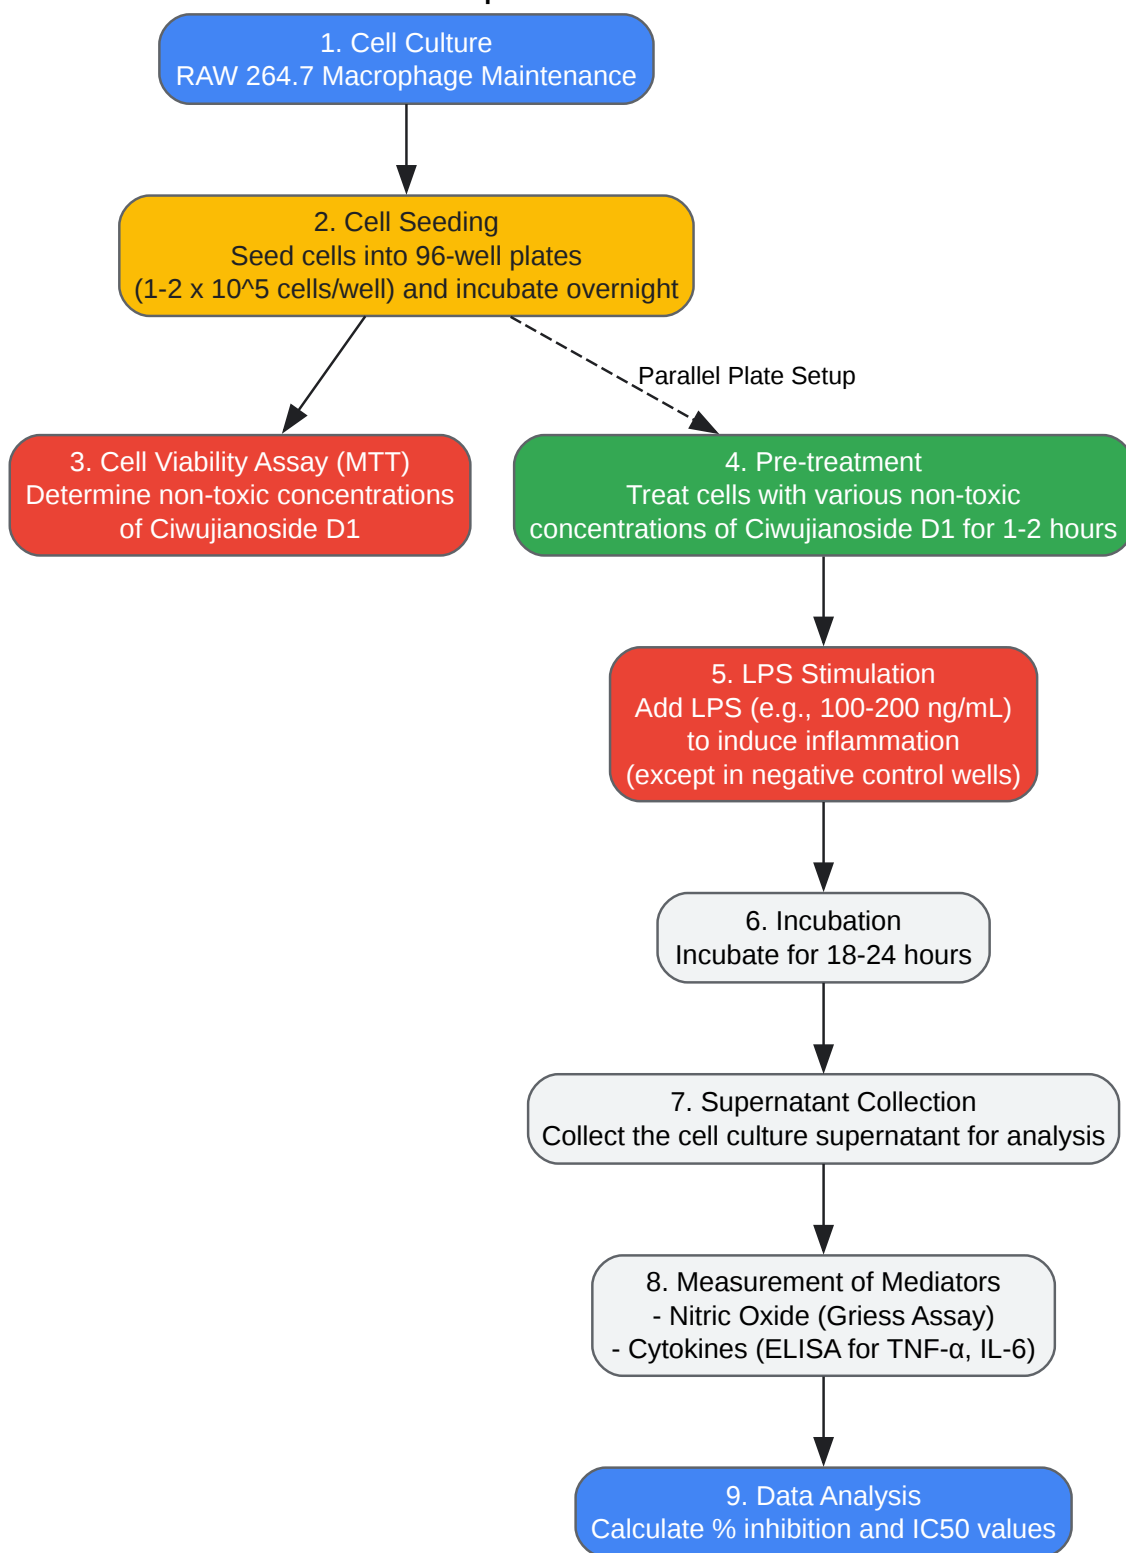 1. Cell Culture
RAW 264.7 Macrophage Maintenance
2. Cell Seeding
Seed cells into 96-well plates
(1-2 x 10^5 cells/well) and incubate overnight
Parallel Plate Setup
3. Cell Viability Assay (MTT)
Determine non-toxic concentrations
of Ciwujianoside D1
4. Pre-treatment
Treat cells with various non-toxic
concentrations of Ciwujianoside D1 for 1-2 hours
5. LPS Stimulation
Add LPS (e.g., 100-200 ng/mL)
to induce inflammation
(except in negative control wells)
6. Incubation
Incubate for 18-24 hours
7. Supernatant Collection
Collect the cell culture supernatant for analysis
8. Measurement of Mediators
- Nitric Oxide (Griess Assay)
- Cytokines (ELISA for TNF-α, IL-6)
9. Data Analysis
Calculate % inhibition and IC50 values